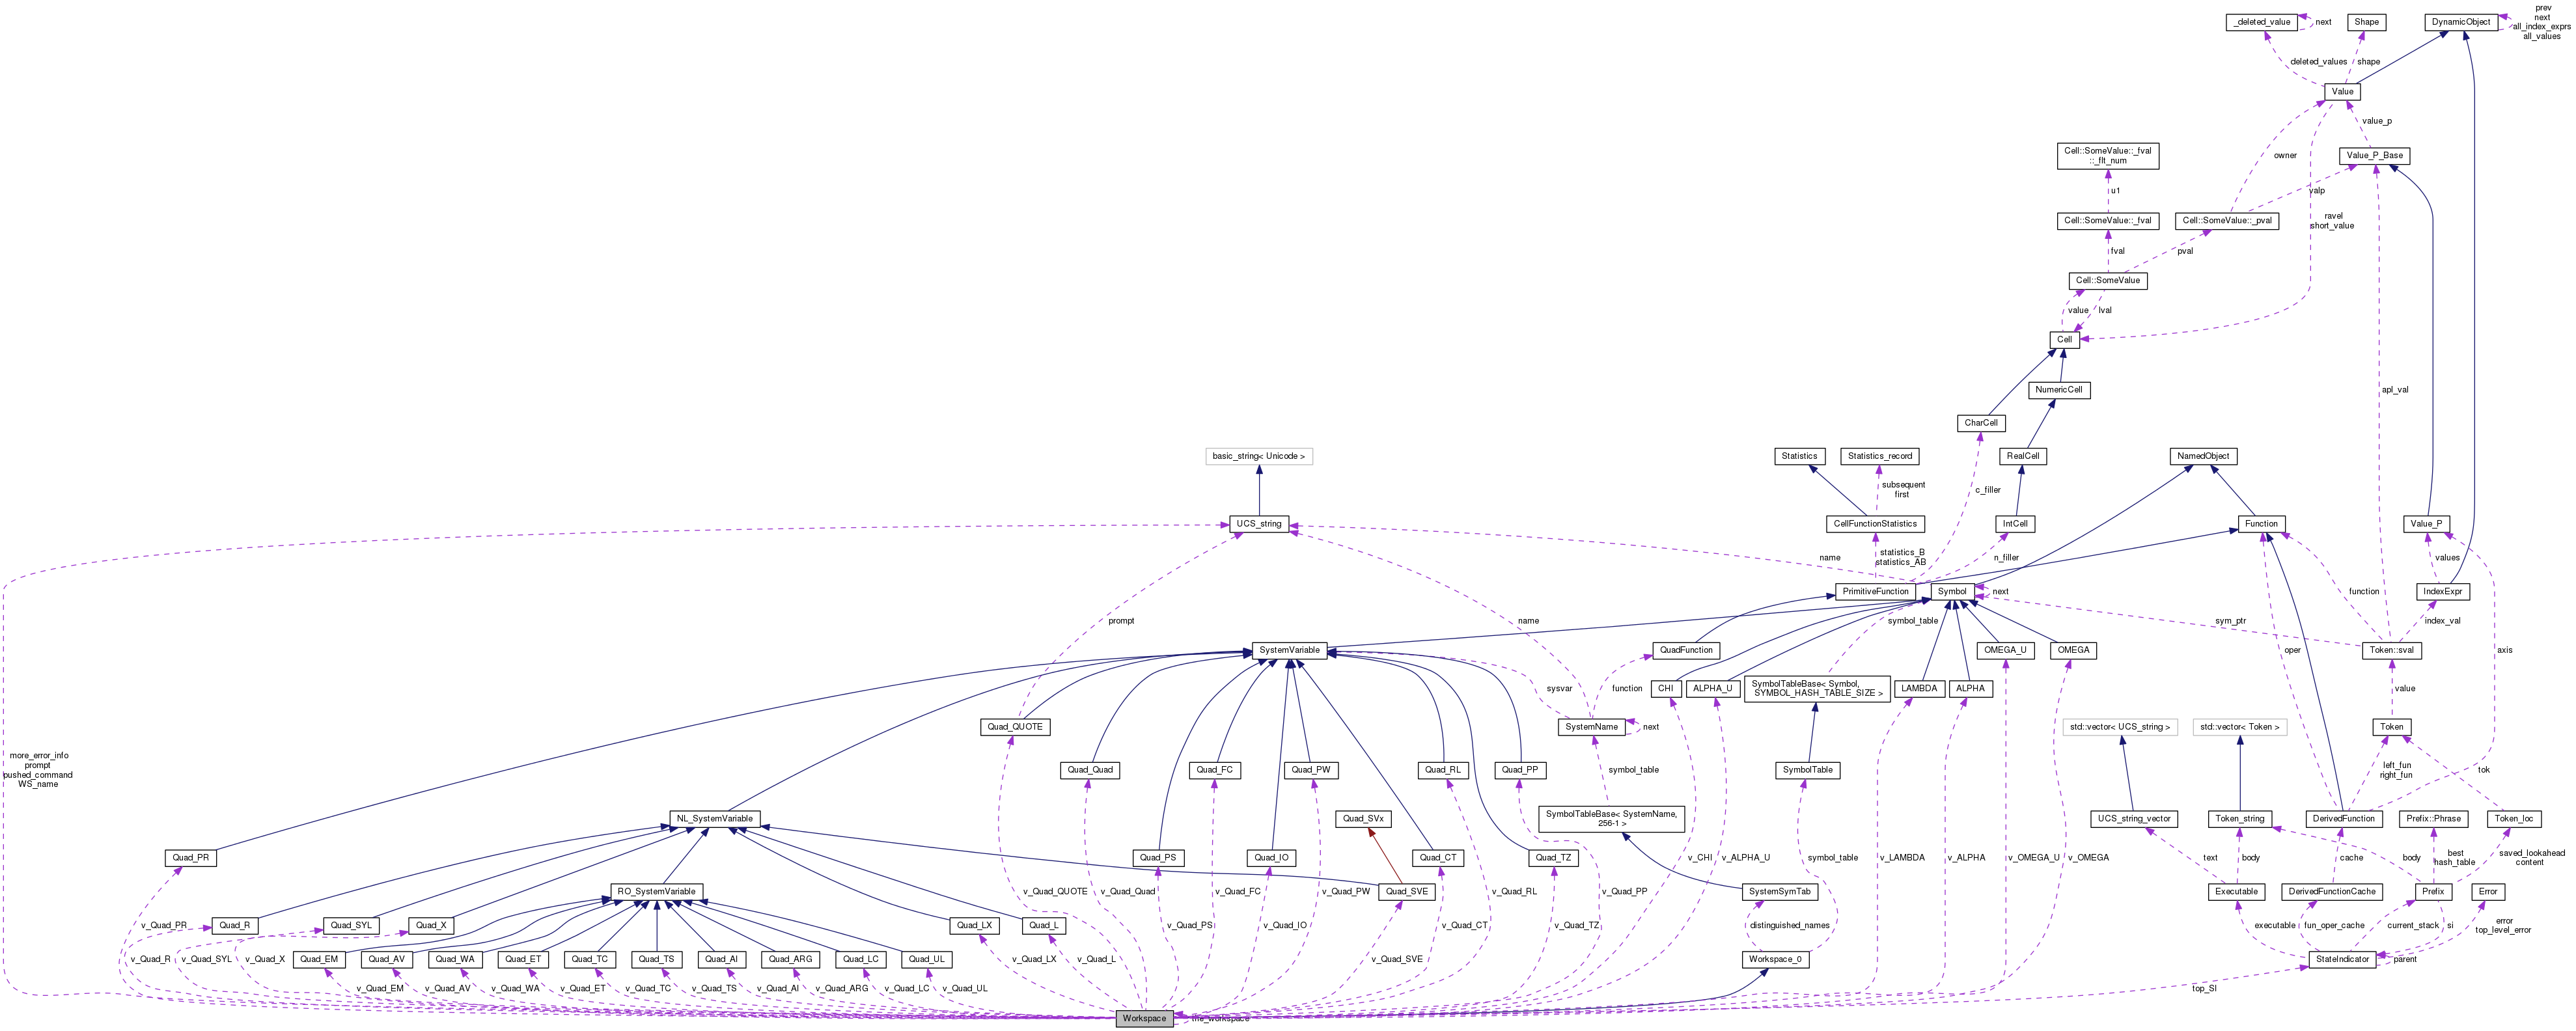 prev
next
all_index_exprs
all_values
_deleted_value
next
Shape
DynamicObject
deleted_values
shape
Value
value_p
Cell::SomeValue::_fval
::_flt_num
owner
Value_P_Base
u1
valp
Cell::SomeValue::_fval
Cell::SomeValue::_pval
ravel
short_value
fval
pval
Cell::SomeValue
value
lval
Cell
NumericCell
apl_val
CharCell
basic_string< Unicode >
Statistics
Statistics_record
RealCell
NamedObject
subsequent
first
c_filler
UCS_string
CellFunctionStatistics
IntCell
Function
Value_P
name
statistics_B
statistics_AB
n_filler
values
PrimitiveFunction
Symbol
next
function
IndexExpr
prompt
name
symbol_table
sym_ptr
index_val
SystemVariable
QuadFunction
OMEGA_U
OMEGA
oper
Token::sval
axis
sysvar
function
CHI
ALPHA_U
SymbolTableBase< Symbol,
SYMBOL_HASH_TABLE_SIZE >
LAMBDA
ALPHA
value
Quad_QUOTE
SystemName
next
std::vector< UCS_string >
std::vector< Token >
Token
more_error_info
prompt
pushed_command
WS_name
Quad_Quad
Quad_FC
Quad_PW
Quad_RL
Quad_PP
symbol_table
SymbolTable
left_fun
right_fun
tok
NL_SystemVariable
Quad_SVx
SymbolTableBase< SystemName,
256-1 >
UCS_string_vector
Token_string
DerivedFunction
Prefix::Phrase
Token_loc
Quad_PR
Quad_PS
Quad_IO
Quad_CT
Quad_TZ
v_CHI
v_ALPHA_U
symbol_table
v_LAMBDA
v_ALPHA
v_OMEGA_U
v_OMEGA
text
body
cache
body
best
hash_table
saved_lookahead
content
RO_SystemVariable
v_Quad_QUOTE
v_Quad_Quad
v_Quad_FC
v_Quad_PW
Quad_SVE
v_Quad_RL
v_Quad_PP
SystemSymTab
Executable
DerivedFunctionCache
Prefix
Error
v_Quad_PR
Quad_R
Quad_SYL
Quad_X
Quad_LX
Quad_L
v_Quad_PS
v_Quad_IO
v_Quad_CT
v_Quad_TZ
distinguished_names
executable
fun_oper_cache
current_stack
si
error
top_level_error
v_Quad_R
v_Quad_SYL
v_Quad_X
Quad_EM
Quad_AV
Quad_WA
Quad_ET
Quad_TC
Quad_TS
Quad_AI
Quad_ARG
Quad_LC
Quad_UL
v_Quad_LX
v_Quad_L
v_Quad_SVE
Workspace_0
StateIndicator
parent
v_Quad_EM
v_Quad_AV
v_Quad_WA
v_Quad_ET
v_Quad_TC
v_Quad_TS
v_Quad_AI
v_Quad_ARG
v_Quad_LC
v_Quad_UL
top_SI
Workspace
the_workspace